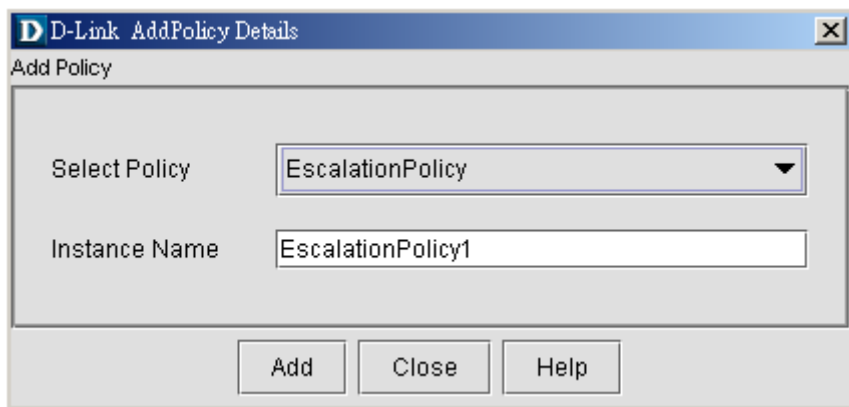 D D-Link AddPolicy Details
Add Policy
Select Policy EscalationPolicy
Instance Name EscalationPolicy1
Add Close Help